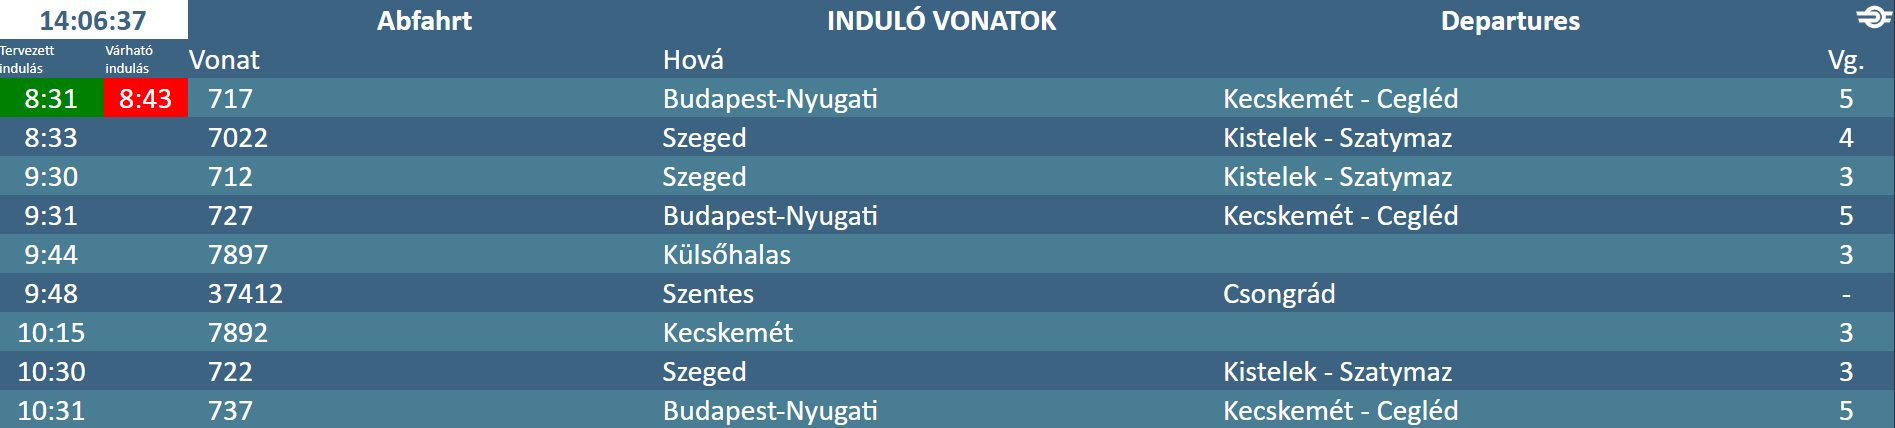 14:06:37 Abfahrt INDULÓ VONATOK Departures
Tervezett indulás Várható indulás Vonat Hová Vg.
8:31 8:43 717 Budapest-Nyugati Kecskemét - Cegléd 5
8:33 7022 Szeged Kistelek - Szatymaz 4
9:30 712 Szeged Kistelek - Szatymaz 3
9:31 727 Budapest-Nyugati Kecskemét - Cegléd 5
9:44 7897 Külsőhalas 3
9:48 37412 Szentes Csongrád -
10:15 7892 Kecskemét 3
10:30 722 Szeged Kistelek - Szatymaz 3
10:31 737 Budapest-Nyugati Kecskemét - Cegléd 5